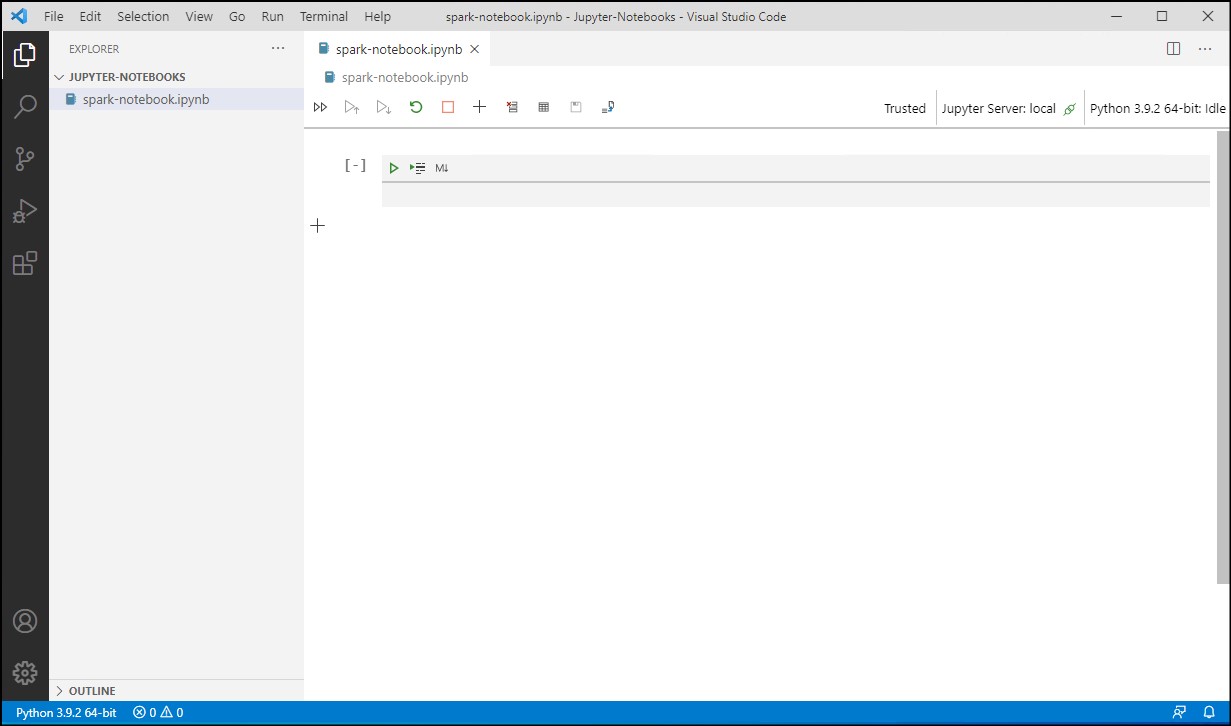 File Edit Selection View Go Run Terminal Help spark-notebook.ipynb - Jupyter-Notebooks - Visual Studio Code
EXPLORER
JUPYTER-NOTEBOOKS
spark-notebook.ipynb
OUTLINE
spark-notebook.ipynb
spark-notebook.ipynb
Trusted Jupyter Server: local Python 3.9.2 64-bit: Idle
[-] M↓
Python 3.9.2 64-bit 0 0